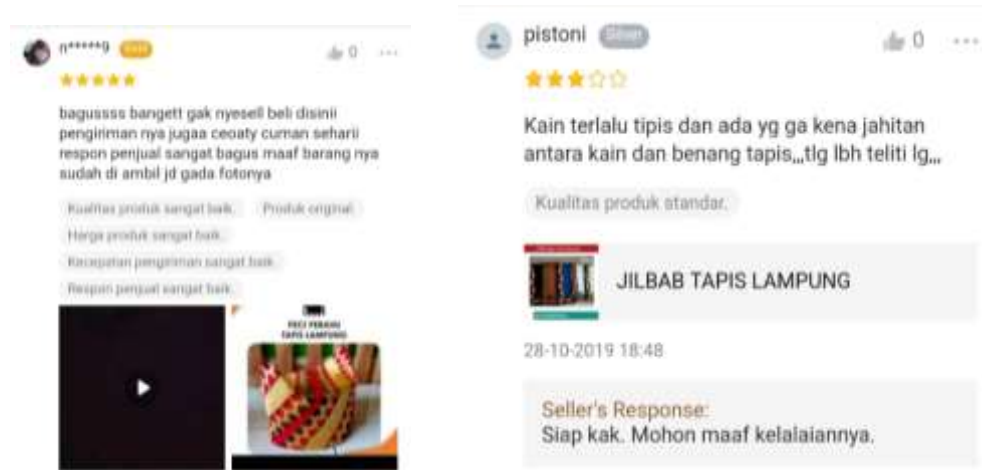 n*****9
0
bagussss bangett gak nyesell beli disinii
pengiriman nya jugaa ceoaty cuman seharii
respon penjual sangat bagus maaf barang nya
sudah di ambil jd gada fotonya
Kualitas produk sangat baik. Produk original.
Harga produk sangat baik.
Kecepatan pengiriman sangat baik.
Respon penjual sangat baik.
PECI PERAHU
TAPIS LAMPUNG
pistoni Silver
0
Kain terlalu tipis dan ada yg ga kena jahitan
antara kain dan benang tapis,,,tlg lbh teliti lg,,,
Kualitas produk standar.
JILBAB TAPIS LAMPUNG
28-10-2019 18:48
Seller's Response:
Siap kak. Mohon maaf kelalaiannya.